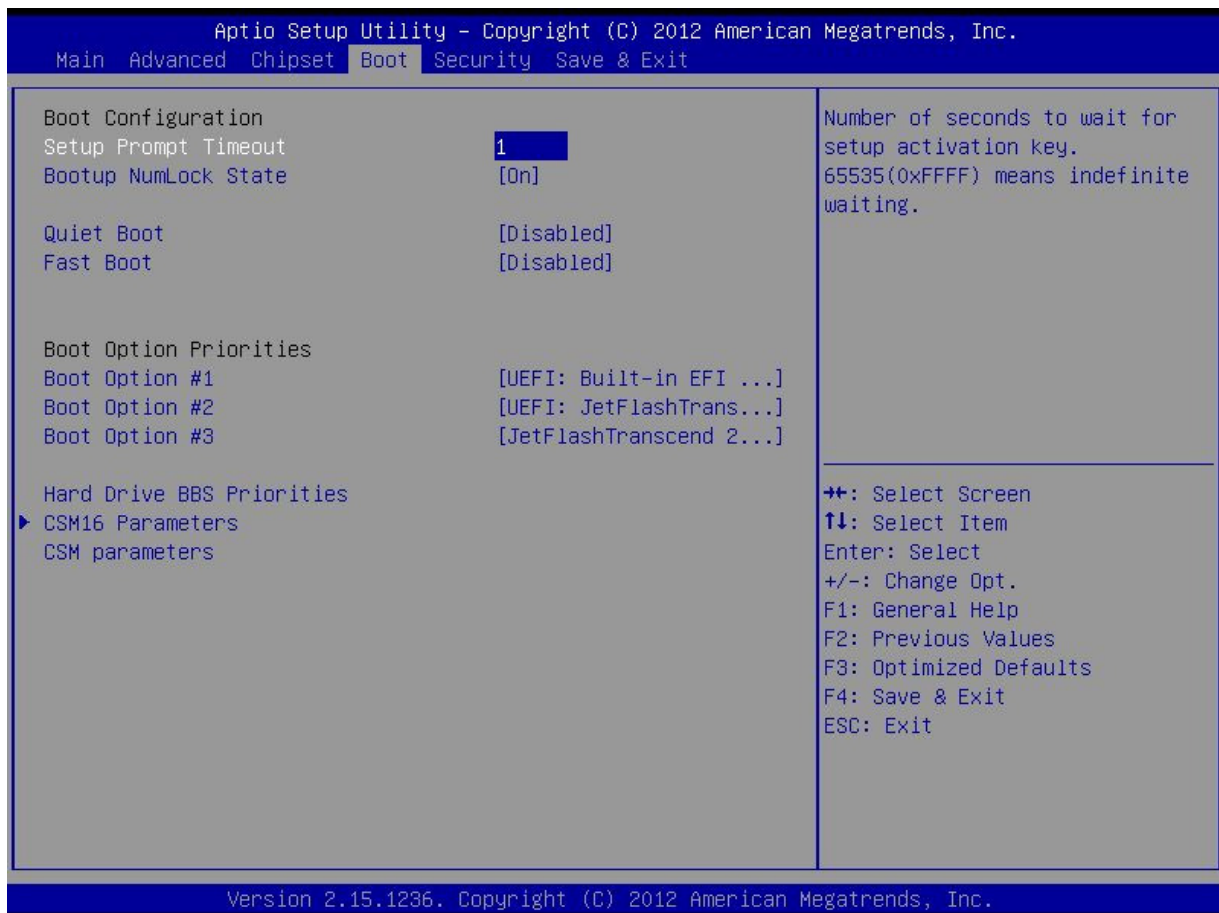 Aptio Setup Utility – Copyright (C) 2012 American Megatrends, Inc.
Main Advanced Chipset Boot Security Save & Exit
Boot Configuration
Setup Prompt Timeout 1
Bootup NumLock State [On]
Quiet Boot [Disabled]
Fast Boot [Disabled]
Boot Option Priorities
Boot Option #1 [UEFI: Built-in EFI ...]
Boot Option #2 [UEFI: JetFlashTrans...]
Boot Option #3 [JetFlashTranscend 2...]
Hard Drive BBS Priorities
CSM16 Parameters
CSM parameters
Number of seconds to wait for
setup activation key.
65535(0xFFFF) means indefinite
waiting.
→←: Select Screen
↑↓: Select Item
Enter: Select
+/-: Change Opt.
F1: General Help
F2: Previous Values
F3: Optimized Defaults
F4: Save & Exit
ESC: Exit
Version 2.15.1236. Copyright (C) 2012 American Megatrends, Inc.